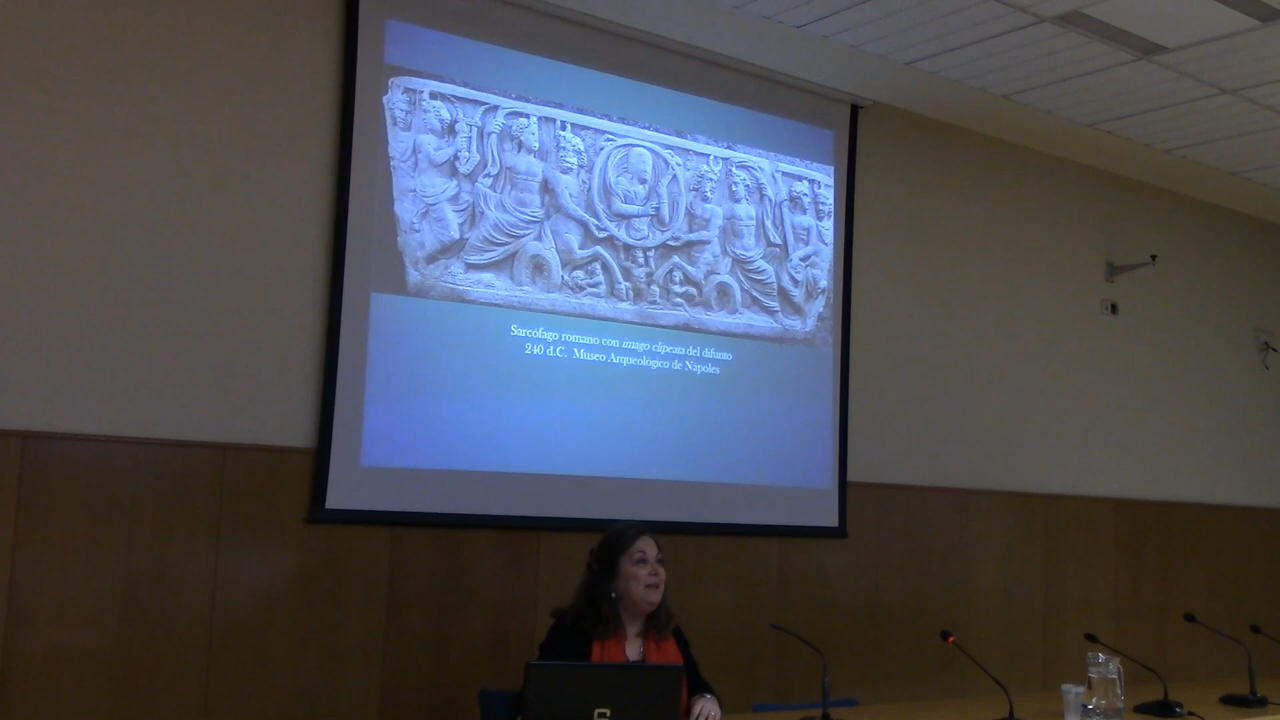 Sarcófago romano con imago clipeata del difunto
240 d.C. Museo Arqueológico de Nápoles